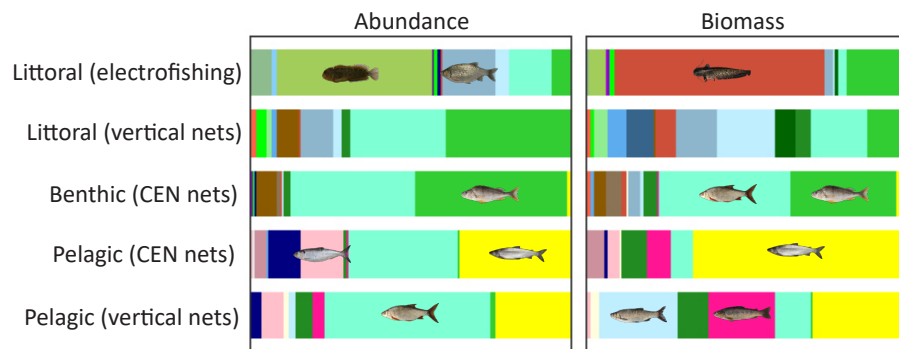 Abundance
Biomass
Littoral (electrofishing)
Littoral (vertical nets)
Benthic (CEN nets)
Pelagic (CEN nets)
Pelagic (vertical nets)